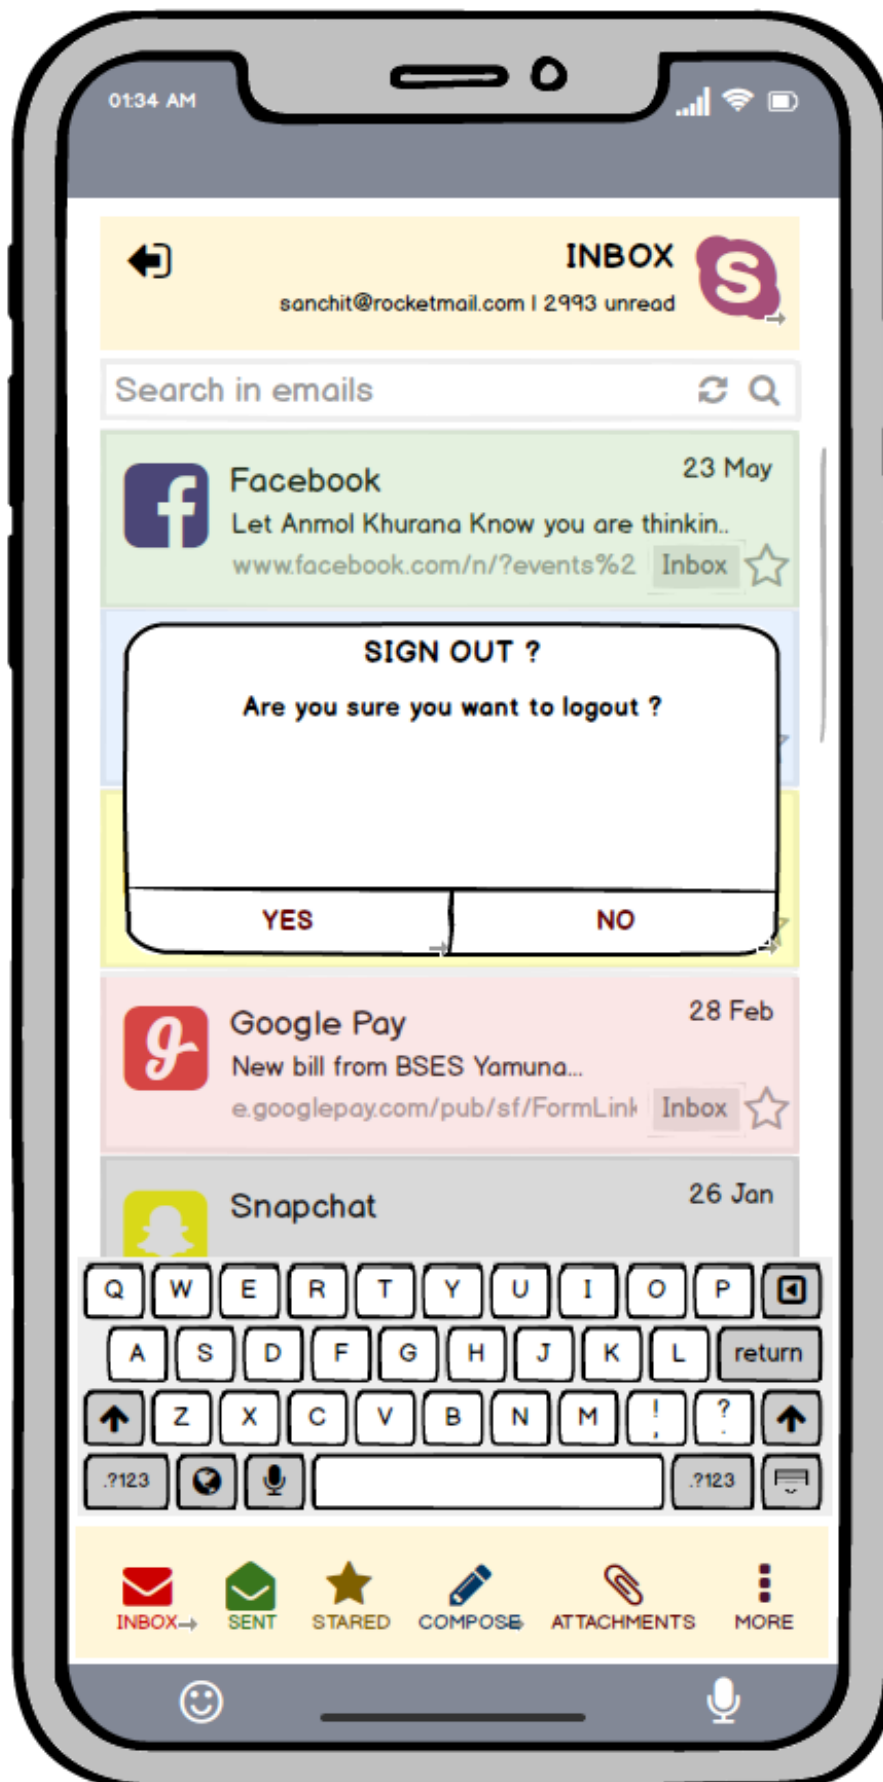 01:34 AM
INBOX
sanchit@rocketmail.com | 2993 unread
S
Search in emails
Facebook
23 May
Let Anmol Khurana Know you are thinkin..
www.facebook.com/n/?events%2
Inbox
SIGN OUT ?
Are you sure you want to logout ?
YES
NO
Google Pay
28 Feb
New bill from BSES Yamuna...
e.googlepay.com/pub/sf/FormLink
Inbox
Snapchat
26 Jan
Q W E R T Y U I O P
A S D F G H J K L return
Z X C V B N M ! , ? .
.?123 .?123
INBOX SENT STARED COMPOSE ATTACHMENTS MORE